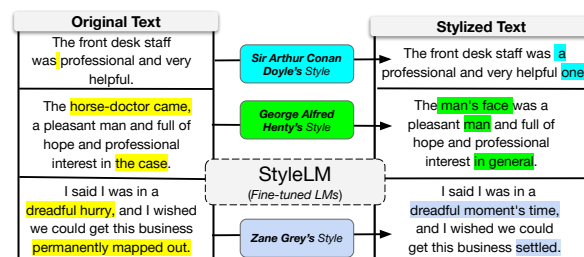 Original Text
The front desk staff
was professional and very
helpful.
The horse-doctor came,
a pleasant man and full of
hope and professional
interest in the case.
I said I was in a
dreadful hurry, and I wished
we could get this business
permanently mapped out.
Sir Arthur Conan
Doyle's Style
George Alfred
Henty's Style
StyleLM
(Fine-tuned LMs)
Zane Grey's Style
Stylized Text
The front desk staff was a
professional and very helpful one
The man's face was a
pleasant man and full of
hope and professional
interest in general.
I said I was in a
dreadful moment's time,
and I wished we could
get this business settled.